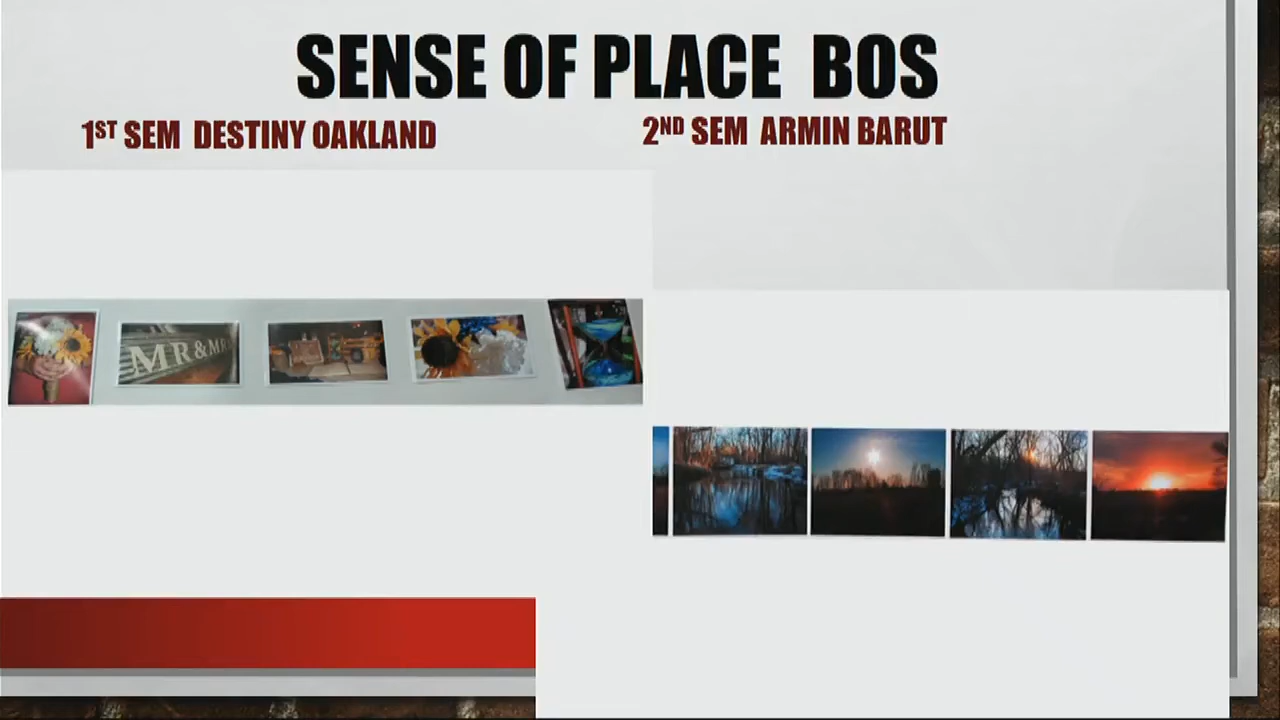 SENSE OF PLACE BOS
1ST SEM DESTINY OAKLAND
2ND SEM ARMIN BARUT
MR & MR